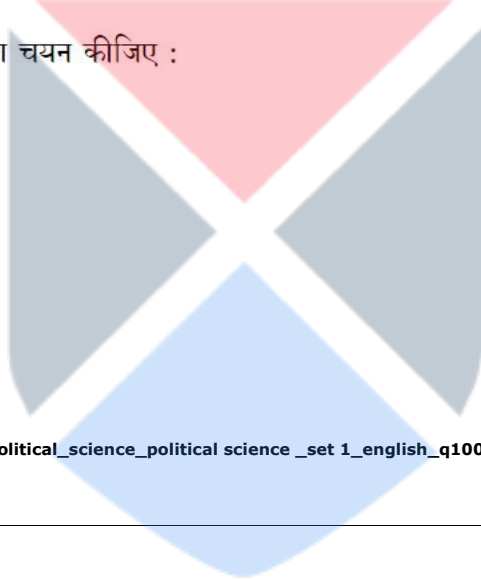 चयन कीजिए :
olitical_science_political science _set 1_english_q100